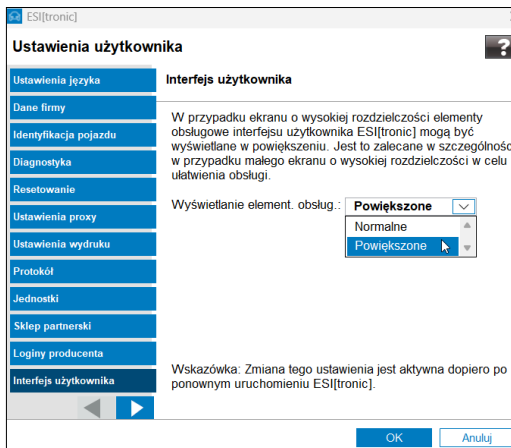 ESI[tronic]
Ustawienia użytkownika
?
Ustawienia języka
Dane firmy
Identyfikacja pojazdu
Diagnostyka
Resetowanie
Ustawienia proxy
Ustawienia wydruku
Protokół
Jednostki
Sklep partnerski
Loginy producenta
Interfejs użytkownika
Interfejs użytkownika
W przypadku ekranu o wysokiej rozdzielczości elementy
obsługowe interfejsu użytkownika ESI[tronic] mogą być
wyświetlane w powiększeniu. Jest to zalecane w szczególnośc
w przypadku małego ekranu o wysokiej rozdzielczości w celu
ułatwienia obsługi.
Wyświetlanie element. obsług.: Powiększone
Normalne
Powiększone
Wskazówka: Zmiana tego ustawienia jest aktywna dopiero po
ponownym uruchomieniu ESI[tronic].
OK Anuluj